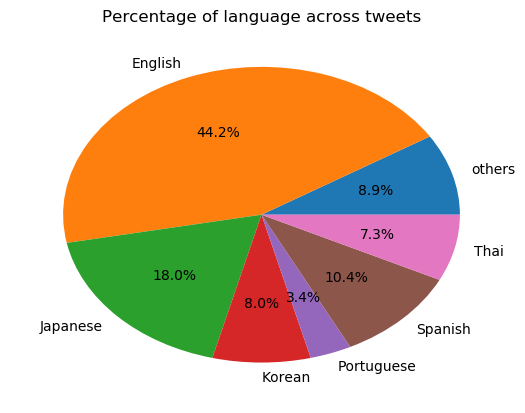 Percentage of language across tweets
English
44.2%
others
8.9%
7.3%
Thai
10.4%
Spanish
3.4%
Portuguese
8.0%
Korean
18.0%
Japanese